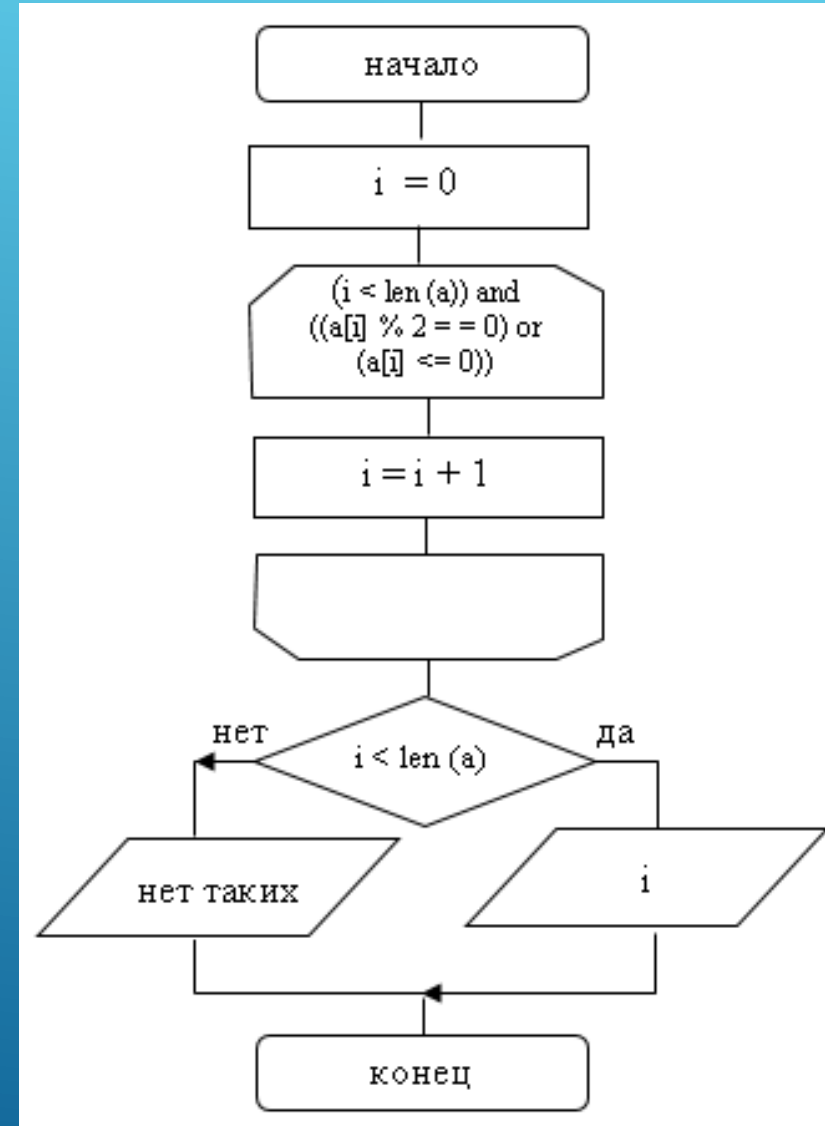 начало
i = 0
(i < len (a)) and
((a[i] % 2 = = 0) or
(a[i] <= 0))
i = i + 1
нет
да
i < len (a)
нет таких
i
конец